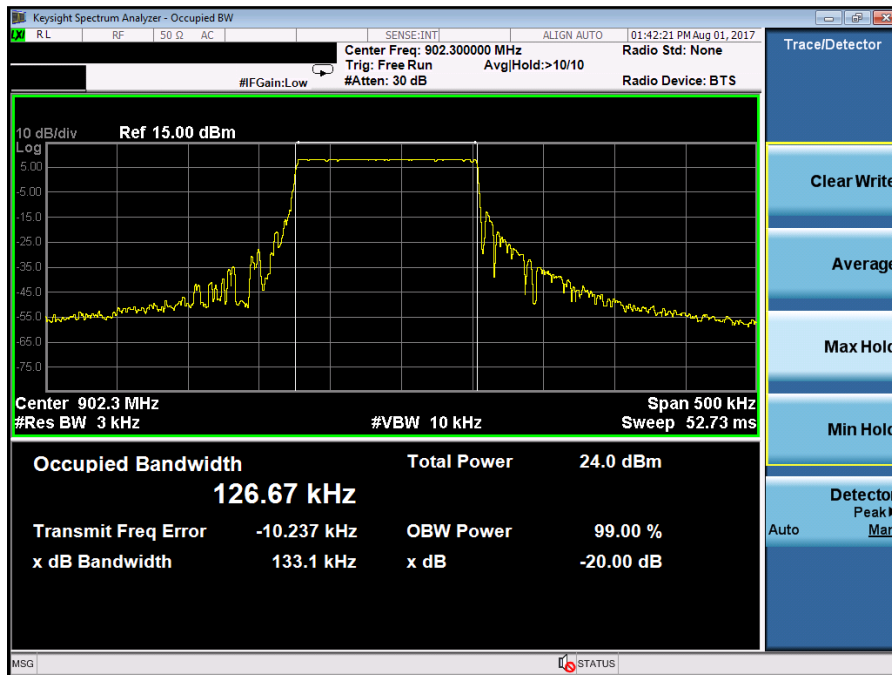 Keysight Spectrum Analyzer - Occupied BW
LXI RL RF 50 Ω AC SENSE:INT ALIGN AUTO 01:42:21 PM Aug 01, 2017
Center Freq: 902.300000 MHz Radio Std: None
Trig: Free Run Avg|Hold:>10/10
#IFGain:Low #Atten: 30 dB Radio Device: BTS
10 dB/div Ref 15.00 dBm
Log
5.00
-5.00
-15.0
-25.0
-35.0
-45.0
-55.0
-65.0
-75.0
Center 902.3 MHz Span 500 kHz
#Res BW 3 kHz #VBW 10 kHz Sweep 52.73 ms
Occupied Bandwidth Total Power 24.0 dBm
126.67 kHz
Transmit Freq Error -10.237 kHz OBW Power 99.00 %
x dB Bandwidth 133.1 kHz x dB -20.00 dB
MSG STATUS
Trace/Detector
Clear Write
Average
Max Hold
Min Hold
Detector
Peak
Auto Man